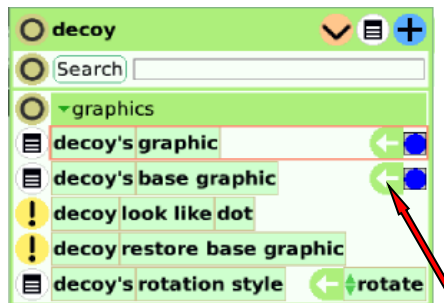 decoy
Search
graphics
decoy's graphic
decoy's base graphic
decoy look like dot
decoy restore base graphic
decoy's rotation style rotate